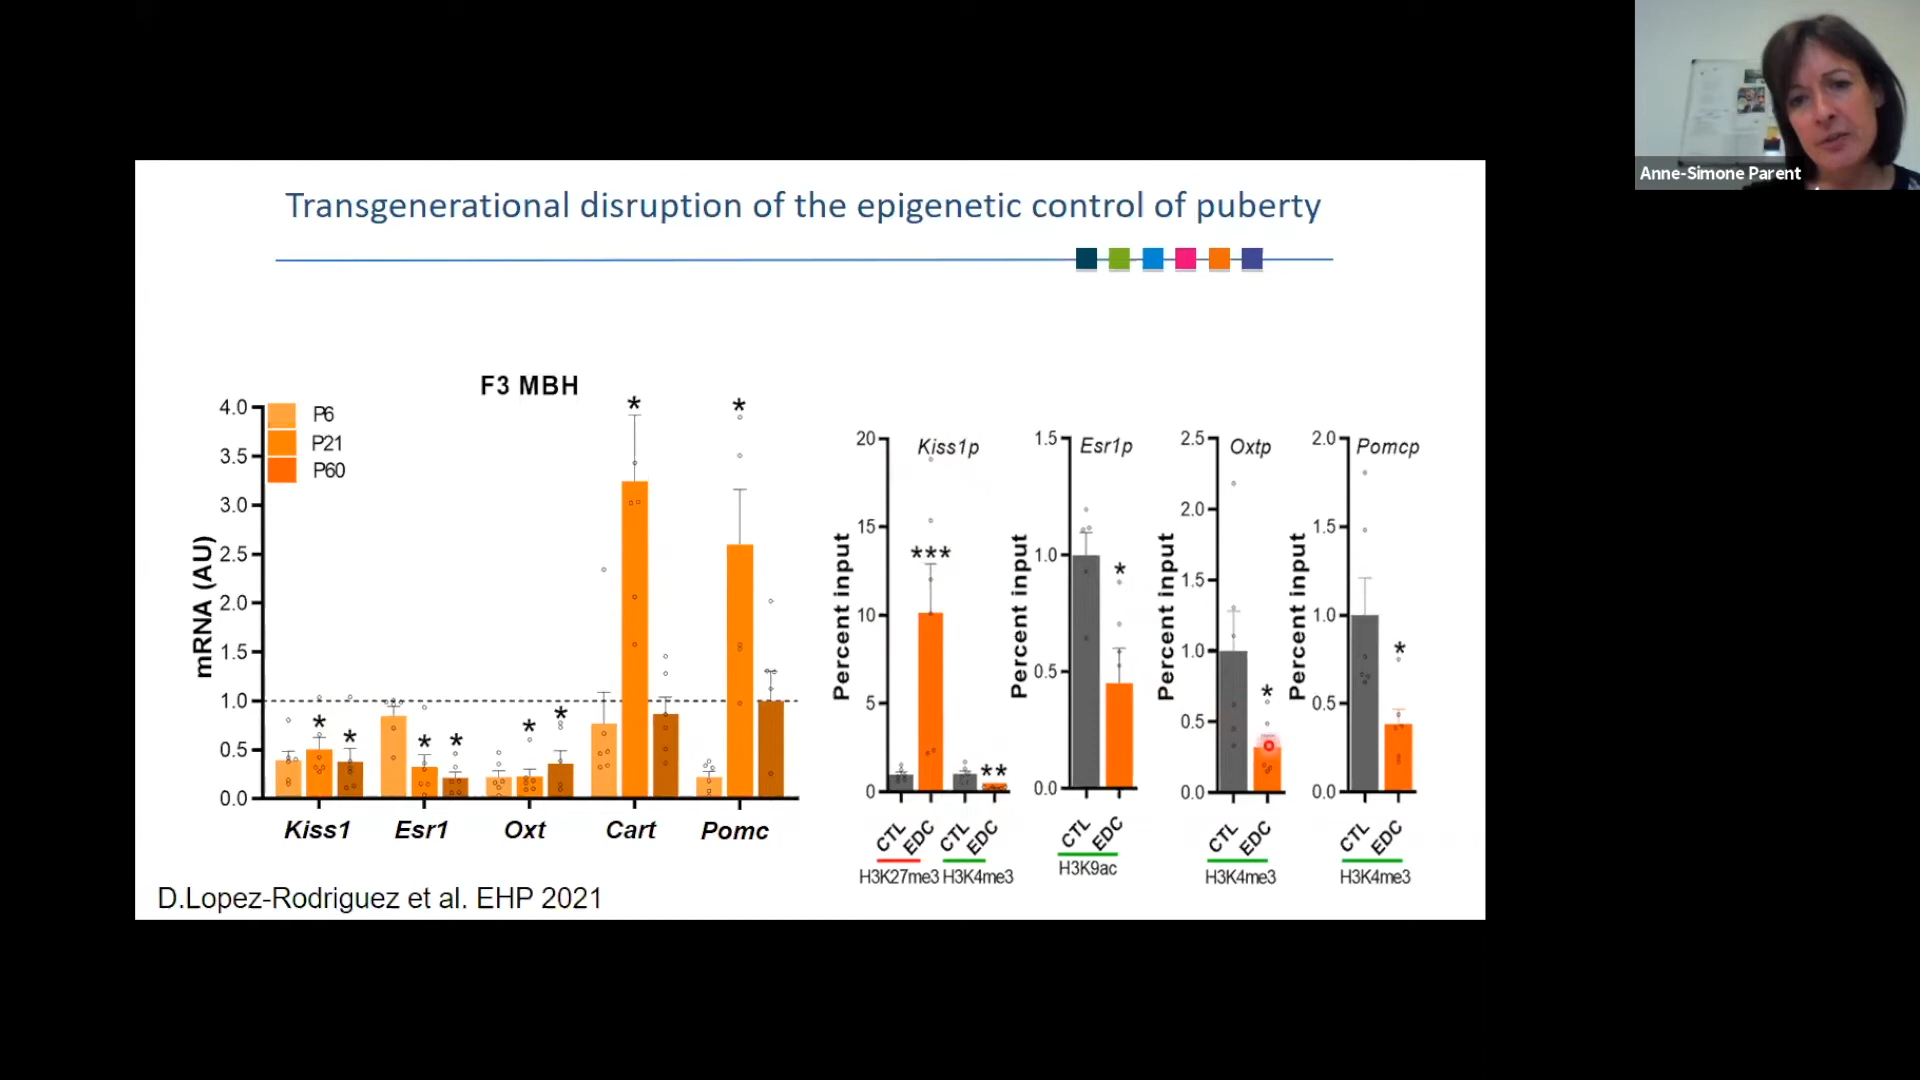 Anne-Simone Parent
Transgenerational disruption of the epigenetic control of puberty
F3 MBH
P6
P21
P60
mRNA (AU)
4.0
3.5
3.0
2.5
2.0
1.5
1.0
0.5
0.0
* * * * * * * *
Kiss1 Esr1 Oxt Cart Pomc
Percent input
20
15
10
5
0
Kiss1p
***
**
CTL EDC CTL EDC
H3K27me3 H3K4me3
Percent input
1.5
1.0
0.5
0.0
Esr1p
*
CTL EDC
H3K9ac
Percent input
2.5
2.0
1.5
1.0
0.5
0.0
Oxtp
*
CTL EDC
H3K4me3
Percent input
2.0
1.5
1.0
0.5
0.0
Pomcp
*
CTL EDC
H3K4me3
D.Lopez-Rodriguez et al. EHP 2021